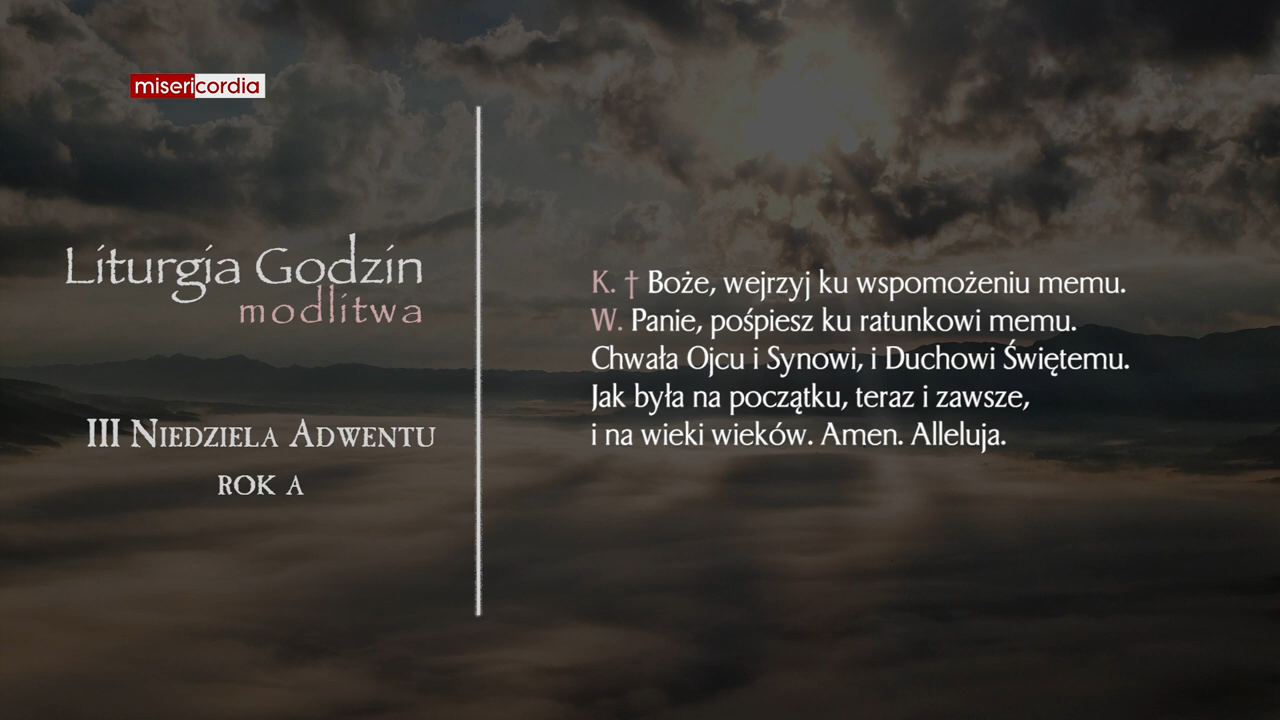 misericordia
Liturgia Godzin
modlitwa
III Niedziela Adwentu
rok A
K. † Boże, wejrzyj ku wspomożeniu memu.
W. Panie, pośpiesz ku ratunkowi memu.
Chwała Ojcu i Synowi, i Duchowi Świętemu.
Jak była na początku, teraz i zawsze,
i na wieki wieków. Amen. Alleluja.